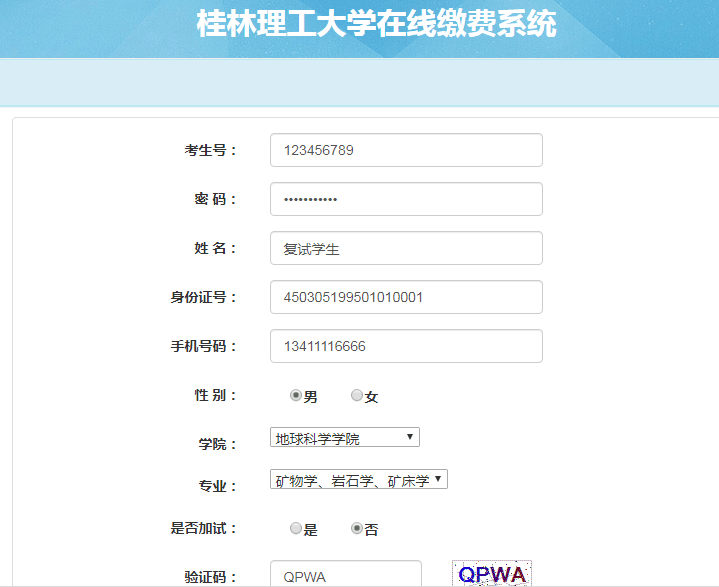 桂林理工大学在线缴费系统
考生号： 123456789
密 码： •••••••••••
姓 名： 复试学生
身份证号： 450305199501010001
手机号码： 13411116666
性 别： 男 女
学院： 地球科学学院
专业： 矿物学、岩石学、矿床学
是否加试： 是 否
验证码： QPWA QPWA